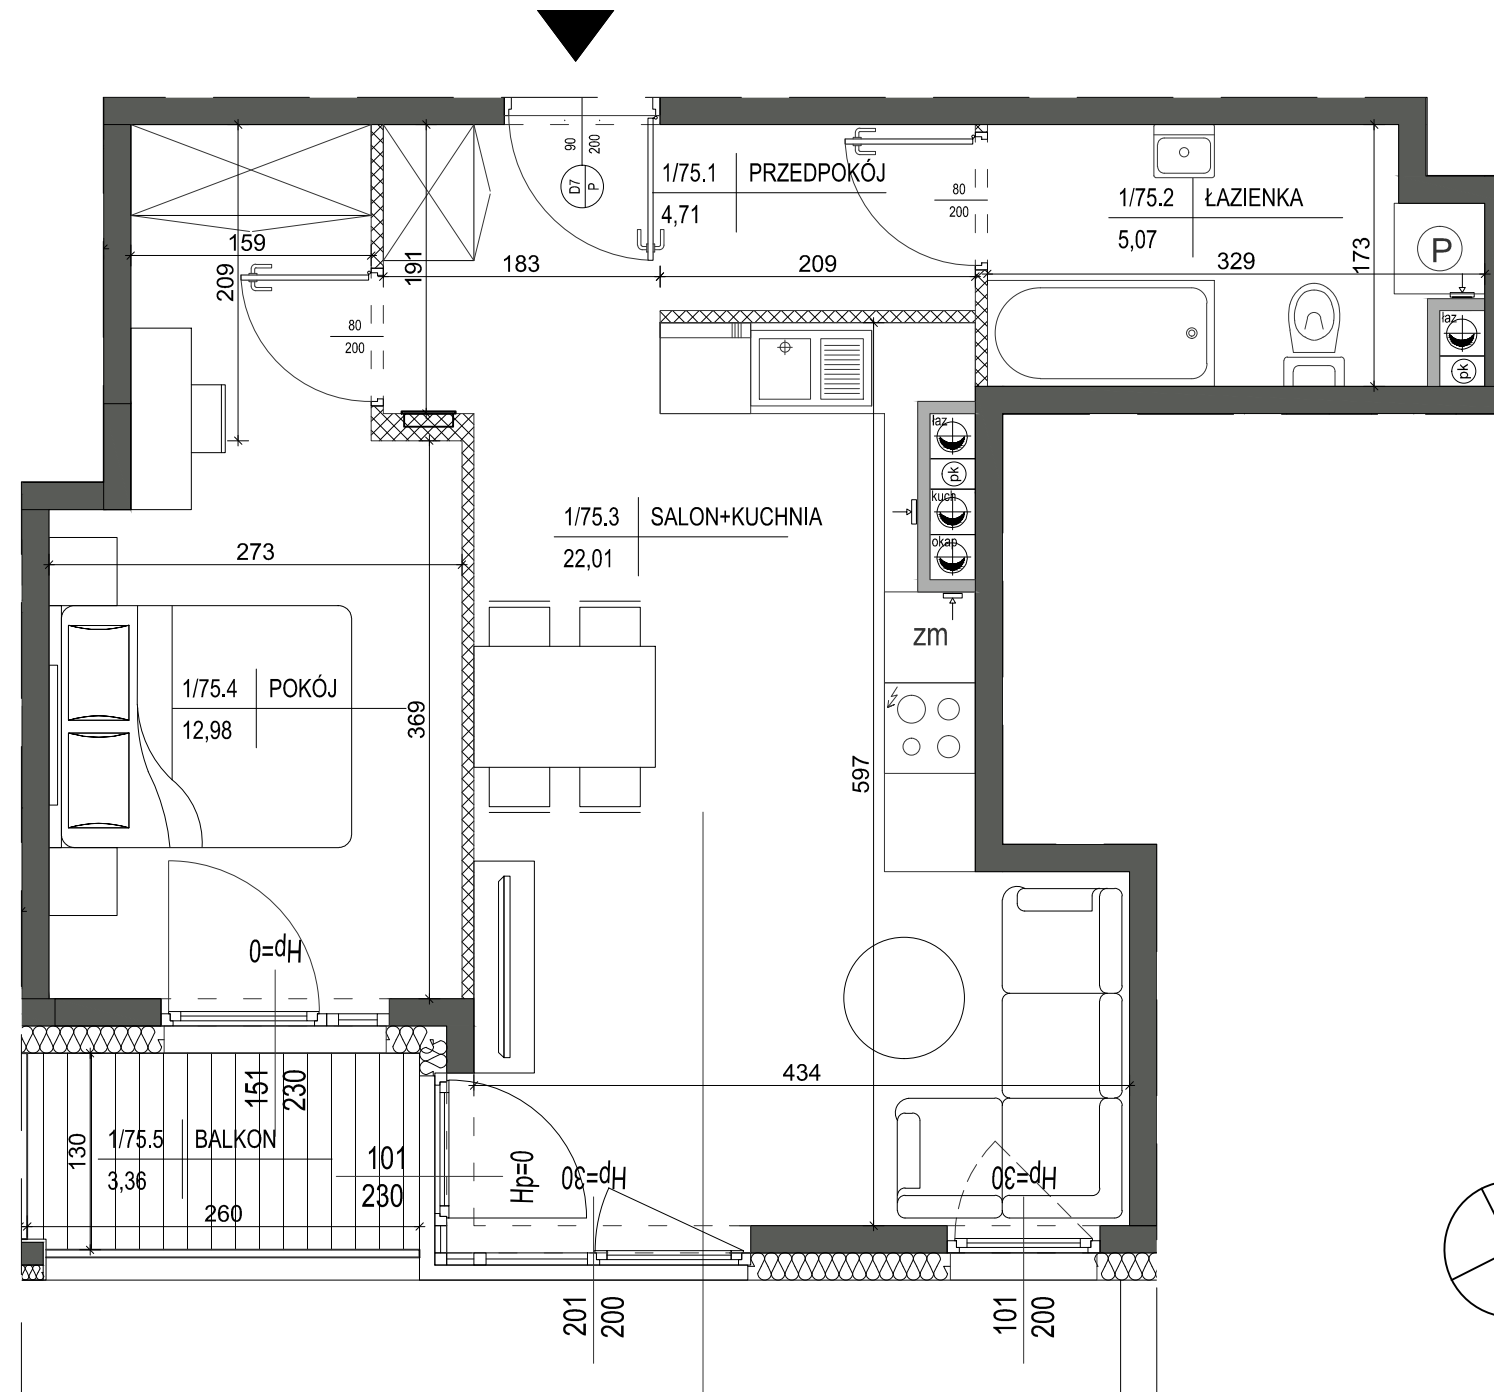 90
200
D7
P
1/75.1 PRZEDPOKÓJ
4,71
80
200
1/75.2 ŁAZIENKA
5,07
P
159
209
191
183
209
329
173
łaz
pk
80
200
łaz
pk
kuch
okap
1/75.3 SALON+KUCHNIA
22,01
273
zm
1/75.4 POKÓJ
12,98
369
597
Hp=0
434
151
230
1/75.5 BALKON
3,36
130
260
101
230
Hp=0
Hp=30
Hp=30
201
200
101
200